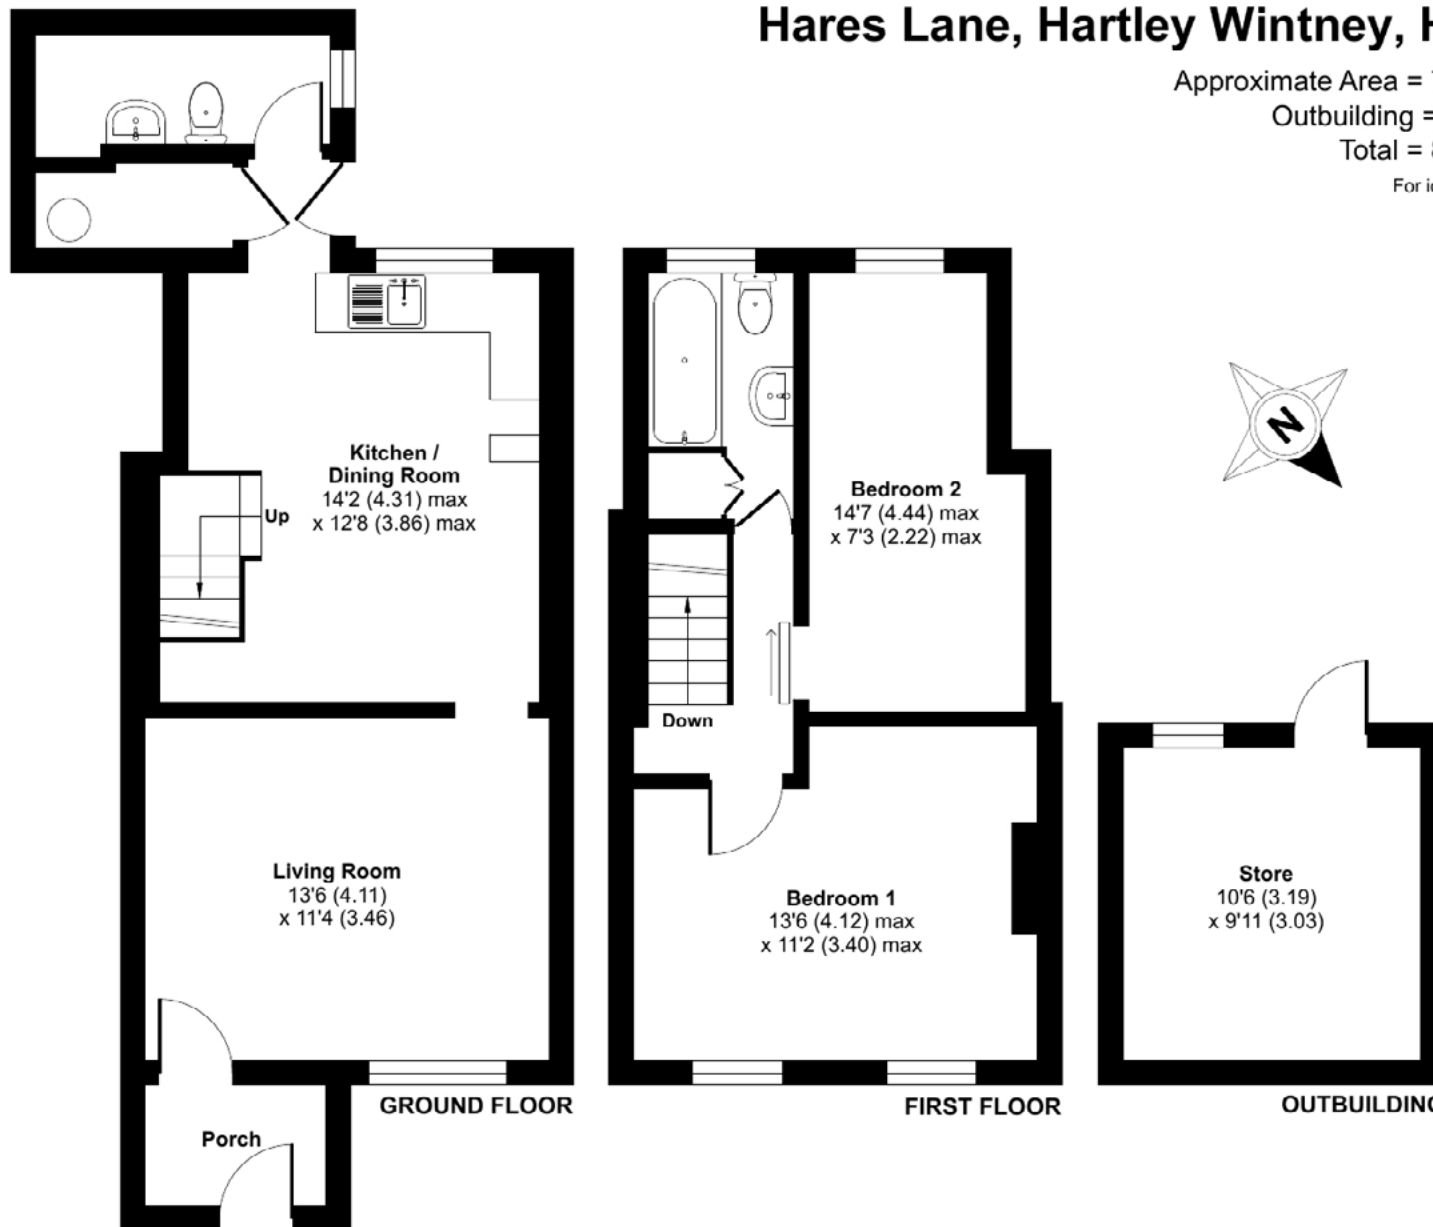 Hares Lane, Hartley Wintney,
Approximate Area =
Outbuilding =
Total =
For
Kitchen /
Dining Room
14'2 (4.31) max
x 12'8 (3.86) max
Up
Living Room
13'6 (4.11)
x 11'4 (3.46)
Porch
GROUND FLOOR
Bedroom 2
14'7 (4.44) max
x 7'3 (2.22) max
Down
Bedroom 1
13'6 (4.12) max
x 11'2 (3.40) max
FIRST FLOOR
N
Store
10'6 (3.19)
x 9'11 (3.03)
OUTBUILDING